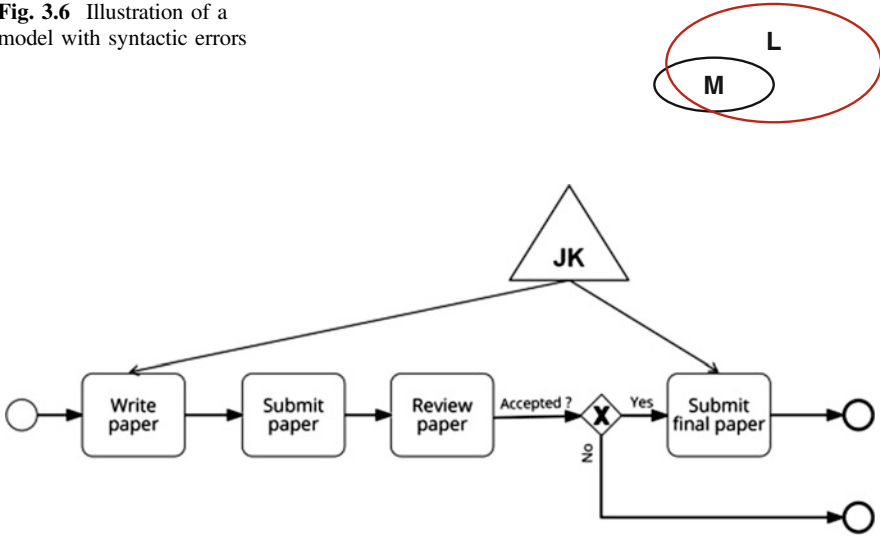 Fig. 3.6 Illustration of a
model with syntactic errors
L
M
JK
Write
paper
Submit
paper
Review
paper
Accepted ?
X
Yes
No
Submit
final paper